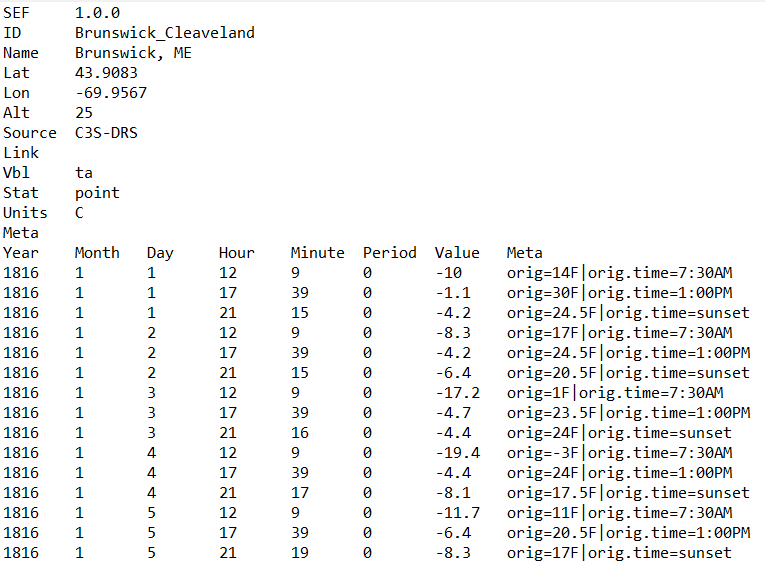 SEF	1.0.0
ID	Brunswick_Cleaveland
Name	Brunswick, ME
Lat	43.9083
Lon	-69.9567
Alt	25
Source	C3S-DRS
Link
Vbl	ta
Stat	point
Units	C
Meta
Year	Month	Day	Hour	Minute	Period	Value	Meta
1816	1	1	12	9	0	-10	orig=14F|orig.time=7:30AM
1816	1	1	17	39	0	-1.1	orig=30F|orig.time=1:00PM
1816	1	1	21	15	0	-4.2	orig=24.5F|orig.time=sunset
1816	1	2	12	9	0	-8.3	orig=17F|orig.time=7:30AM
1816	1	2	17	39	0	-4.2	orig=24.5F|orig.time=1:00PM
1816	1	2	21	15	0	-6.4	orig=20.5F|orig.time=sunset
1816	1	3	12	9	0	-17.2	orig=1F|orig.time=7:30AM
1816	1	3	17	39	0	-4.7	orig=23.5F|orig.time=1:00PM
1816	1	3	21	16	0	-4.4	orig=24F|orig.time=sunset
1816	1	4	12	9	0	-19.4	orig=-3F|orig.time=7:30AM
1816	1	4	17	39	0	-4.4	orig=24F|orig.time=1:00PM
1816	1	4	21	17	0	-8.1	orig=17.5F|orig.time=sunset
1816	1	5	12	9	0	-11.7	orig=11F|orig.time=7:30AM
1816	1	5	17	39	0	-6.4	orig=20.5F|orig.time=1:00PM
1816	1	5	21	19	0	-8.3	orig=17F|orig.time=sunset